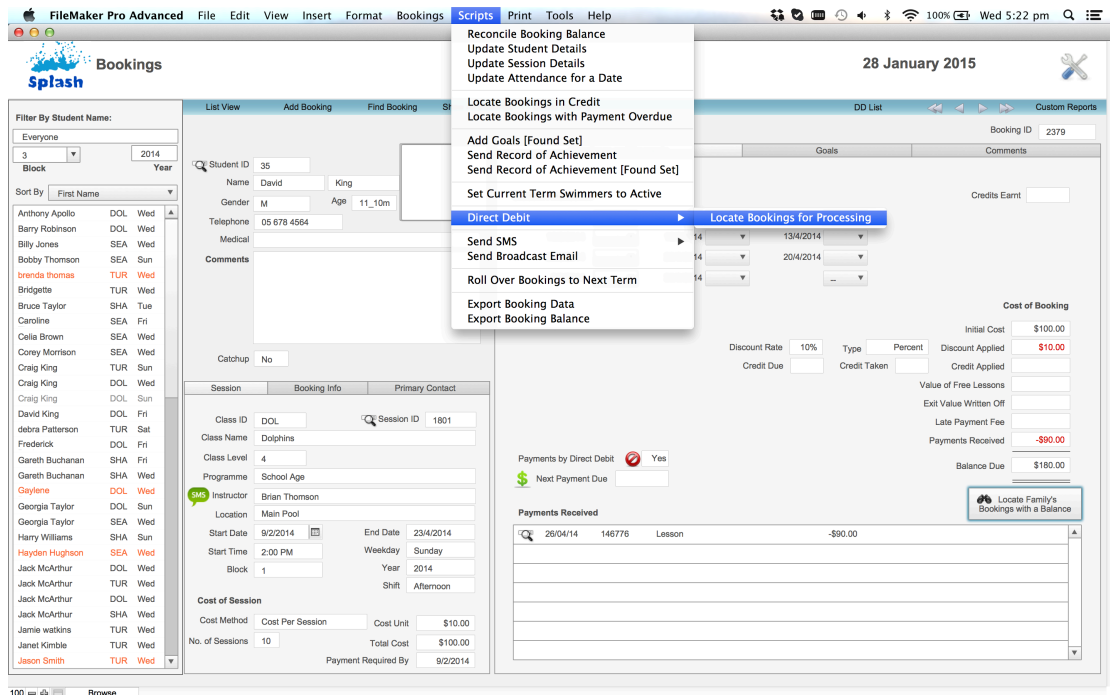 FileMaker Pro Advanced File Edit View Insert Format Bookings Scripts Print Tools Help 100% Wed 5:22 pm
Splash
Bookings
28 January 2015
List View Add Booking Find Booking DD List Custom Reports
Filter By Student Name:
Everyone
3 2014
Block Year
Sort By First Name
Anthony Apollo DOL Wed
Barry Robinson DOL Wed
Billy Jones SEA Wed
Bobby Thomson SEA Sun
brenda thomas TUR Wed
Bridgette TUR Wed
Bruce Taylor SHA Tue
Caroline SEA Fri
Celia Brown SEA Wed
Corey Morrison SEA Wed
Craig King TUR Sun
Craig King DOL Wed
Craig King DOL Sun
David King DOL Fri
debra Patterson TUR Sat
Frederick DOL Fri
Gareth Buchanan SHA Fri
Gareth Buchanan SHA Wed
Gaylene DOL Wed
Georgia Taylor DOL Sun
Georgia Taylor SEA Wed
Harry Williams SHA Sun
Hayden Hughson SEA Wed
Jack McArthur DOL Wed
Jack McArthur TUR Wed
Jack McArthur DOL Wed
Jack McArthur SHA Wed
Jamie watkins TUR Wed
Janet Kimble TUR Wed
Jason Smith TUR Wed
Reconcile Booking Balance
Update Student Details
Update Session Details
Update Attendance for a Date
Locate Bookings in Credit
Locate Bookings with Payment Overdue
Add Goals [Found Set]
Send Record of Achievement
Send Record of Achievement [Found Set]
Set Current Term Swimmers to Active
Direct Debit
Locate Bookings for Processing
Send SMS
Send Broadcast Email
Roll Over Bookings to Next Term
Export Booking Data
Export Booking Balance
Student ID 35
Name David King
Gender M Age 11_10m
Telephone 05 678 4564
Medical
Comments
Catchup No
Session Booking Info Primary Contact
Class ID DOL Session ID 1801
Class Name Dolphins
Class Level 4
Programme School Age
SMS Instructor Brian Thomson
Location Main Pool
Start Date 9/2/2014 End Date 23/4/2014
Start Time 2:00 PM Weekday Sunday
Block 1 Year 2014
Shift Afternoon
Cost of Session
Cost Method Cost Per Session Cost Unit $10.00
No. of Sessions 10 Total Cost $100.00
Payment Required By 9/2/2014
Booking ID 2379
Goals Comments
Credits Earnt
14 13/4/2014
14 20/4/2014
14 _
Cost of Booking
Initial Cost $100.00
Discount Rate 10% Type Percent Discount Applied $10.00
Credit Due Credit Taken Credit Applied
Value of Free Lessons
Exit Value Written Off
Late Payment Fee
Payments Received -$90.00
Payments by Direct Debit Yes
Balance Due $180.00
$ Next Payment Due
Locate Family's
Bookings with a Balance
Payments Received
26/04/14 146776 Lesson -$90.00
100 Browse